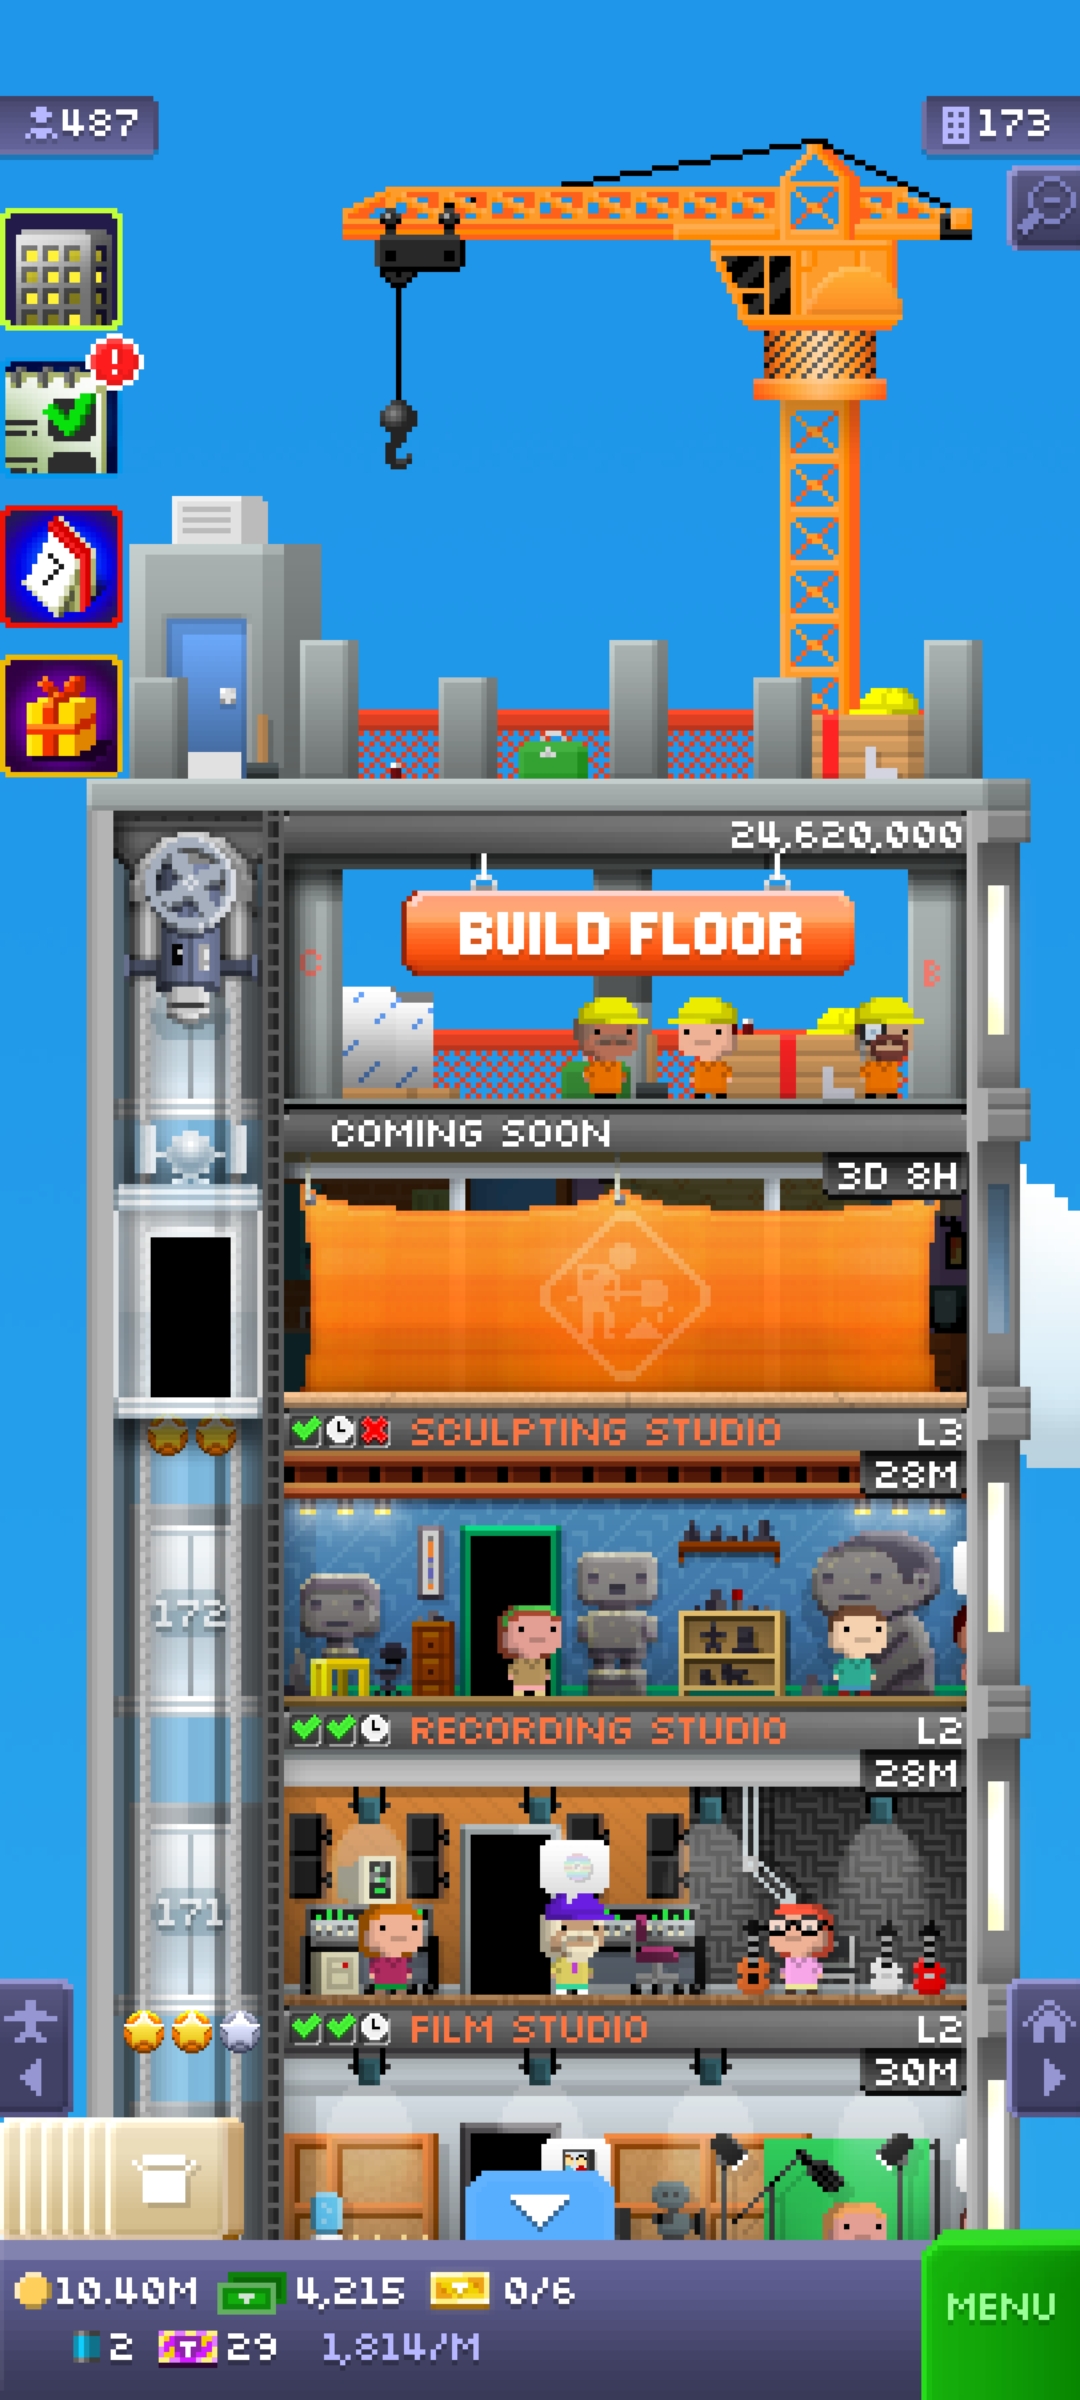 487
173
24,620,000
BUILD FLOOR
C
B
COMING SOON
3D 8H
SCULPTING STUDIO L3
28M
172
RECORDING STUDIO L2
28M
171
FILM STUDIO L2
30M
10.40M 4,215 0/6
2 29 1,814/M
MENU